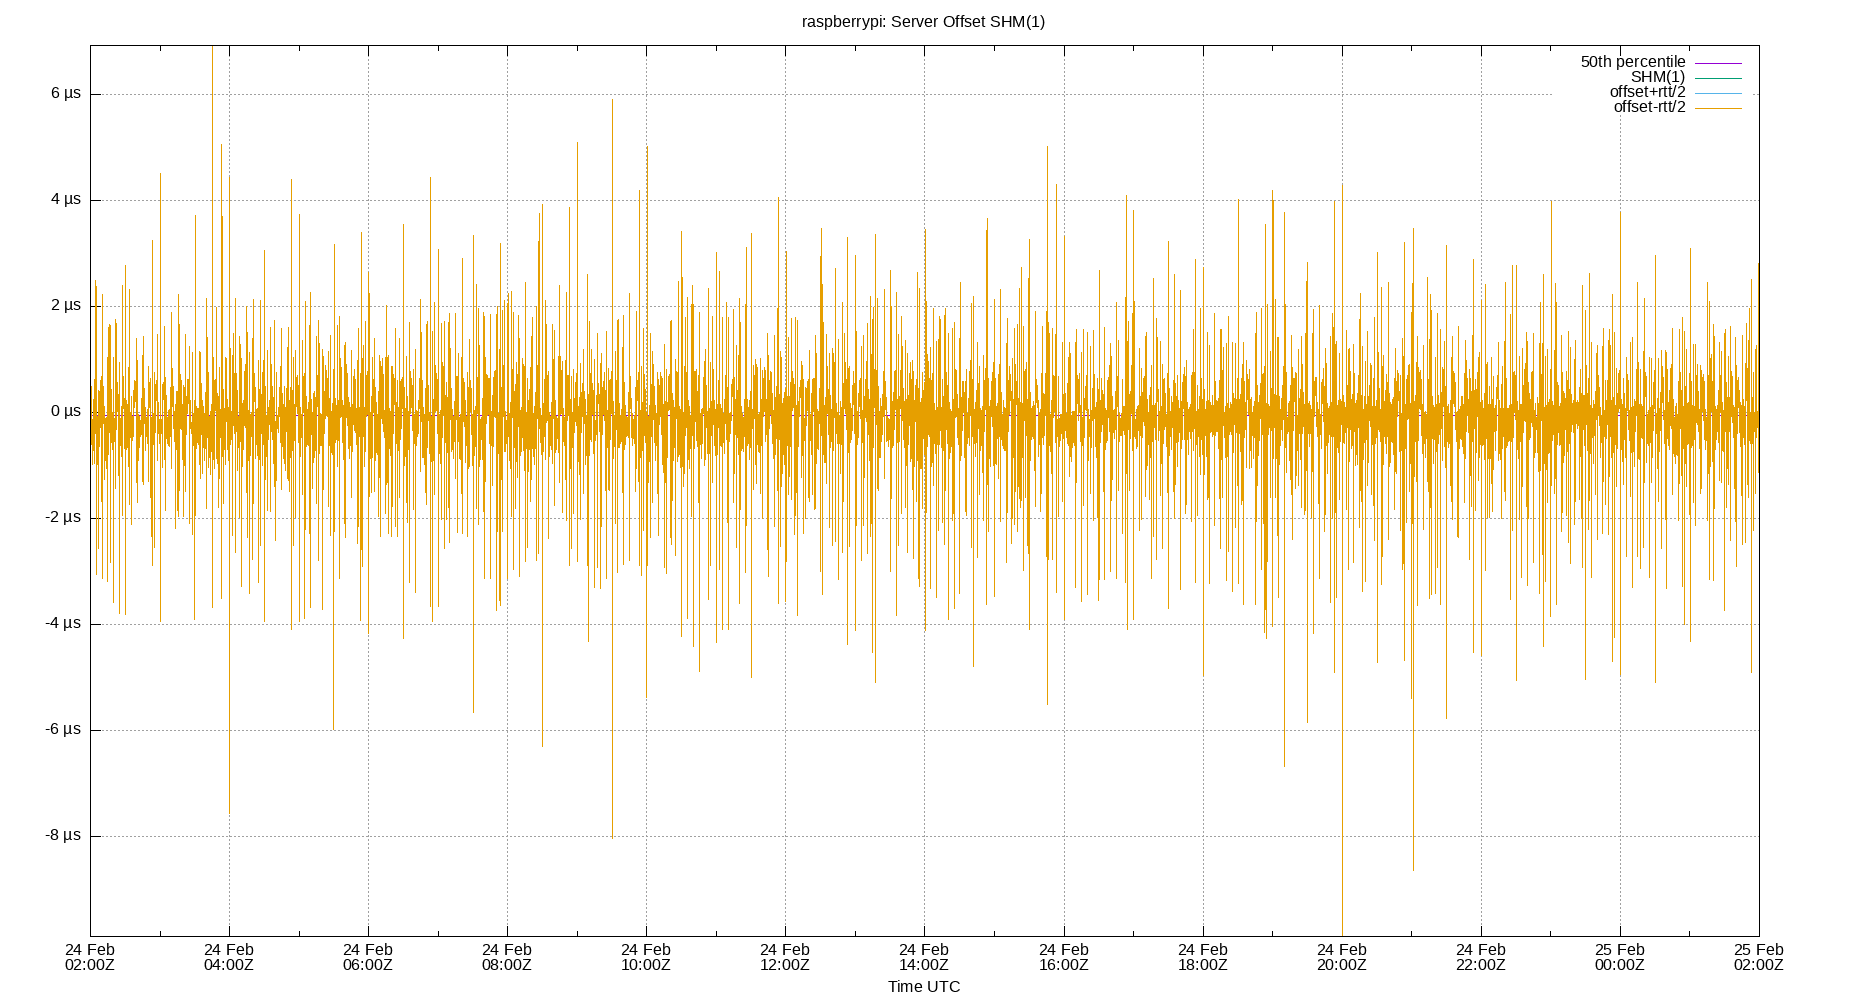 raspberrypi: Server Offset SHM(1)
50th percentile
SHM(1)
offset+rtt/2
offset-rtt/2
6 µs
4 µs
2 µs
0 µs
-2 µs
-4 µs
-6 µs
-8 µs
24 Feb 24 Feb 24 Feb 24 Feb 24 Feb 24 Feb 24 Feb 24 Feb 24 Feb 24 Feb 24 Feb 25 Feb 25 Feb
02:00Z 04:00Z 06:00Z 08:00Z 10:00Z 12:00Z 14:00Z 16:00Z 18:00Z 20:00Z 22:00Z 00:00Z 02:00Z
Time UTC